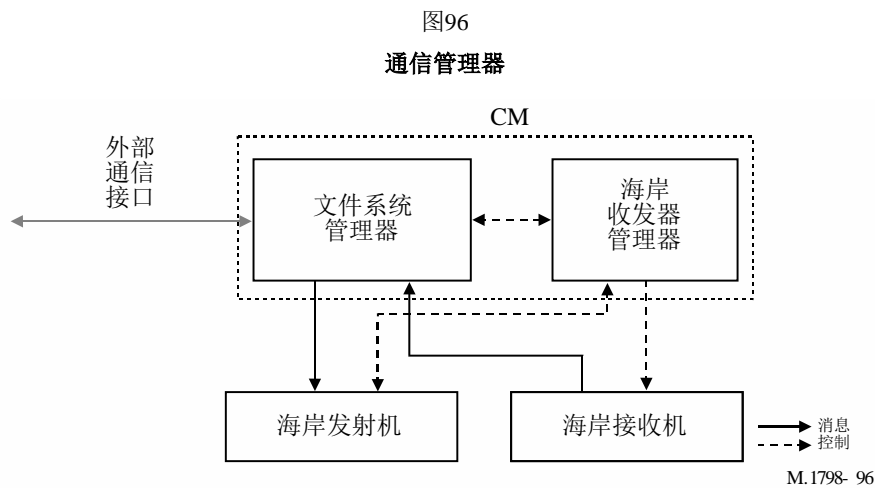 图96
通信管理器
CM
外部
通信
接口
文件系统
管理器
海岸
收发器
管理器
海岸发射机
海岸接收机
消息
控制
M.1798- 96